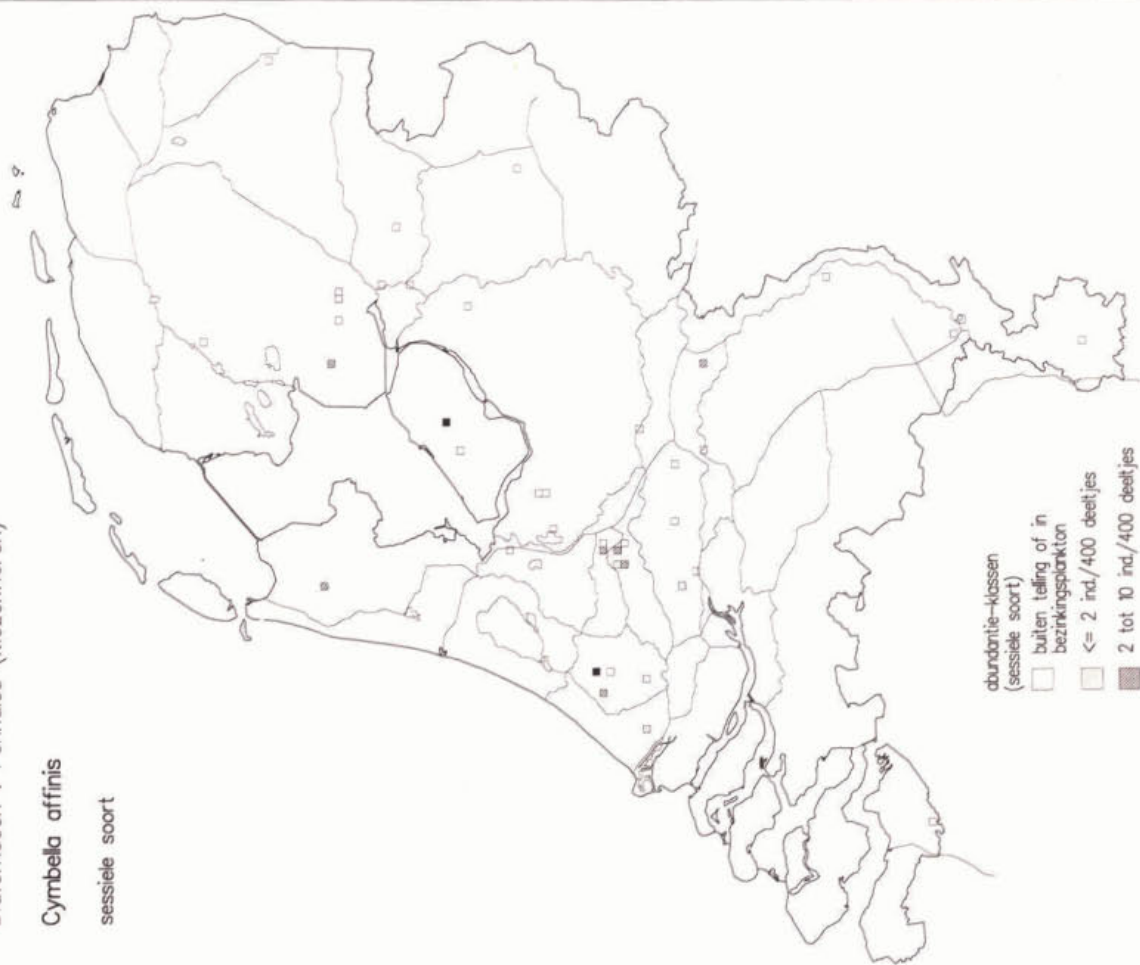 Cymbella affinis
sessiele soort
abundantie-klassen
(sessiele soort)
buiten telling of in
bezinkingsplankton
<= 2 ind./400 deeltjes
2 tot 10 ind./400 deeltjes